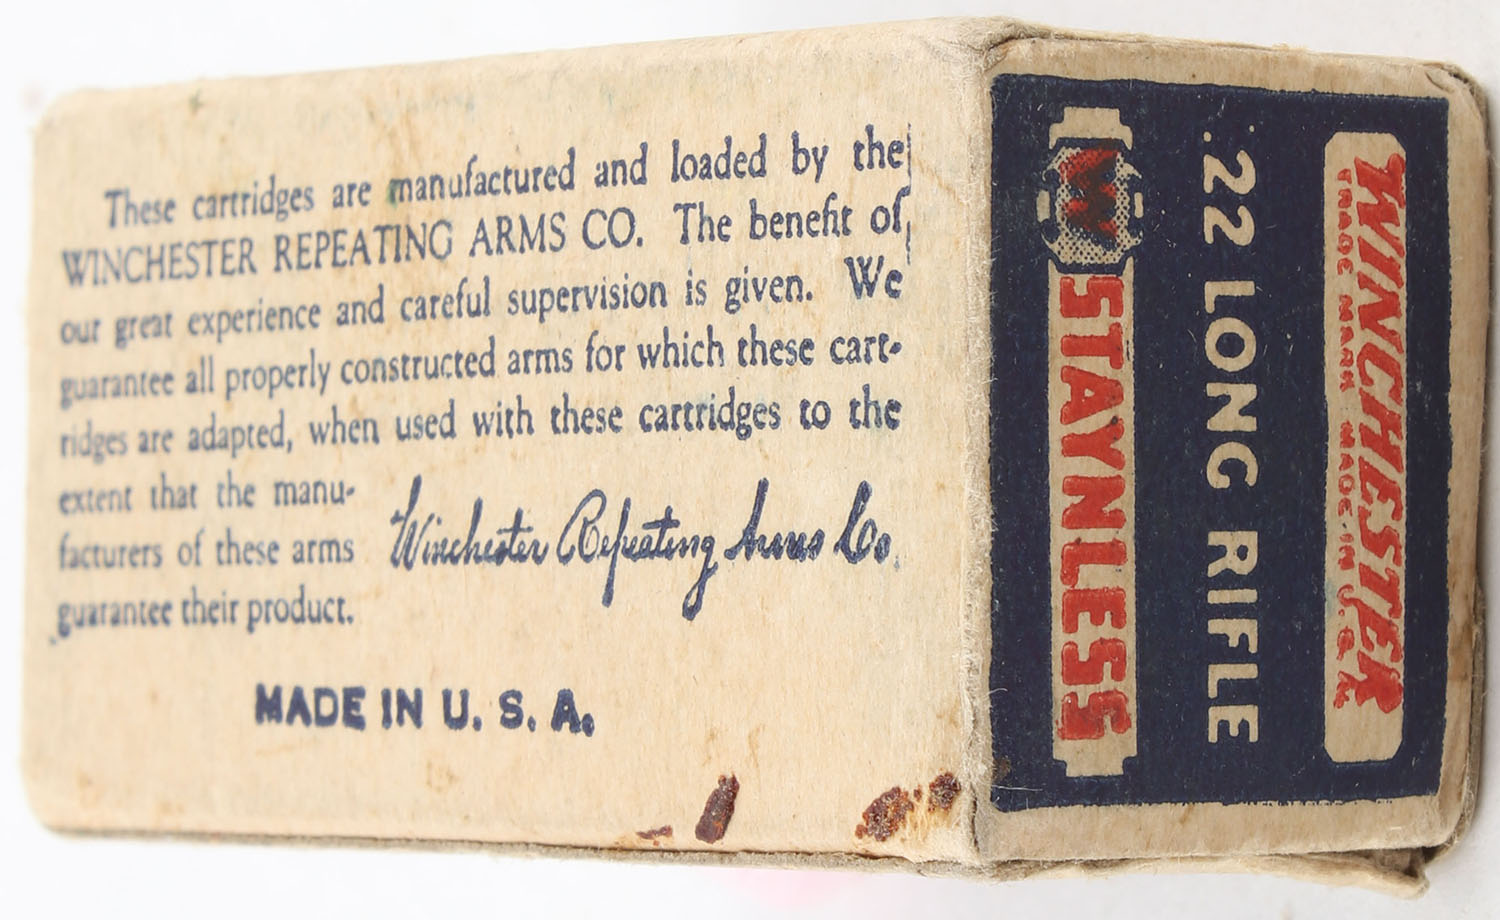 These cartridges are manufactured and loaded by the
WINCHESTER REPEATING ARMS CO. The benefit of
our great experience and careful supervision is given. We
guarantee all properly constructed arms for which these cart-
ridges are adapted, when used with these cartridges to the
extent that the manu-
facturers of these arms
guarantee their product.
Winchester Repeating Arms Co.
MADE IN U. S. A.
WINCHESTER
TRADE MARK MADE IN U.S.A.
.22 LONG RIFLE
W
STAYNLESS